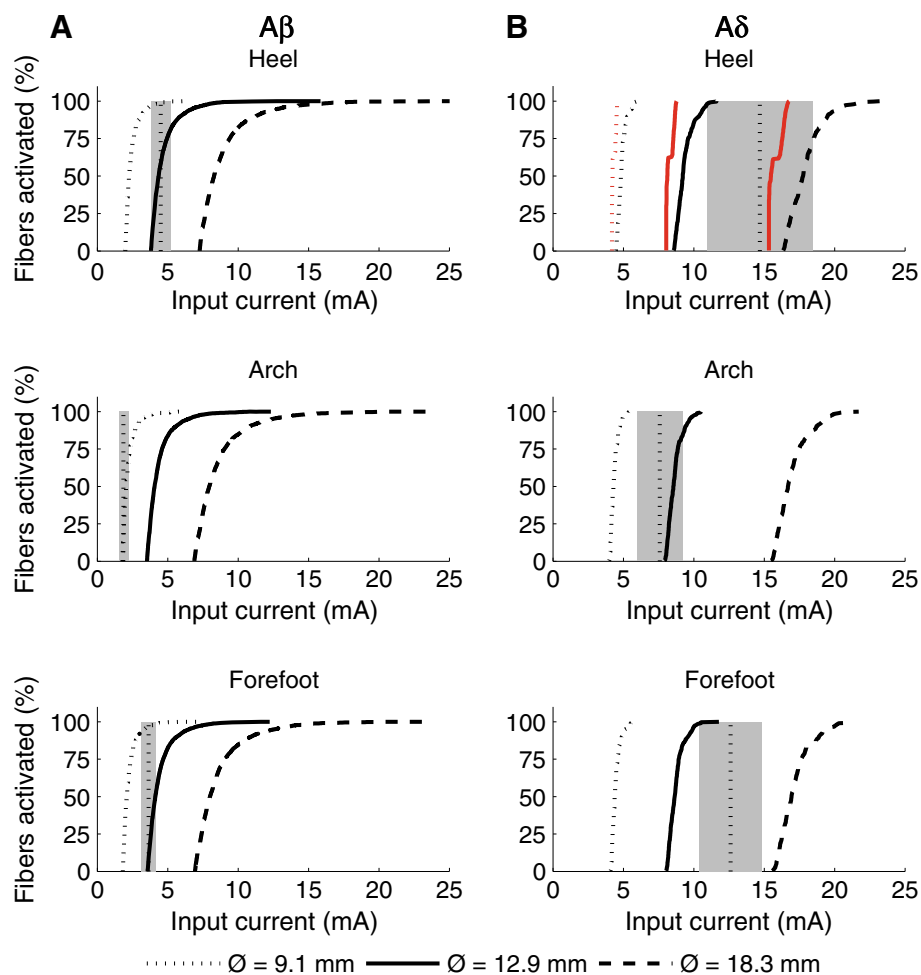 A Aβ B Aδ
Heel Heel
Fibers activated (%)
100
75
50
25
0
0 5 10 15 20 25
Input current (mA)
100
75
50
25
0
0 5 10 15 20 25
Input current (mA)
Arch Arch
Fibers activated (%)
100
75
50
25
0
0 5 10 15 20 25
Input current (mA)
100
75
50
25
0
0 5 10 15 20 25
Input current (mA)
Forefoot Forefoot
Fibers activated (%)
100
75
50
25
0
0 5 10 15 20 25
Input current (mA)
100
75
50
25
0
0 5 10 15 20 25
Input current (mA)
Ø = 9.1 mm Ø = 12.9 mm Ø = 18.3 mm